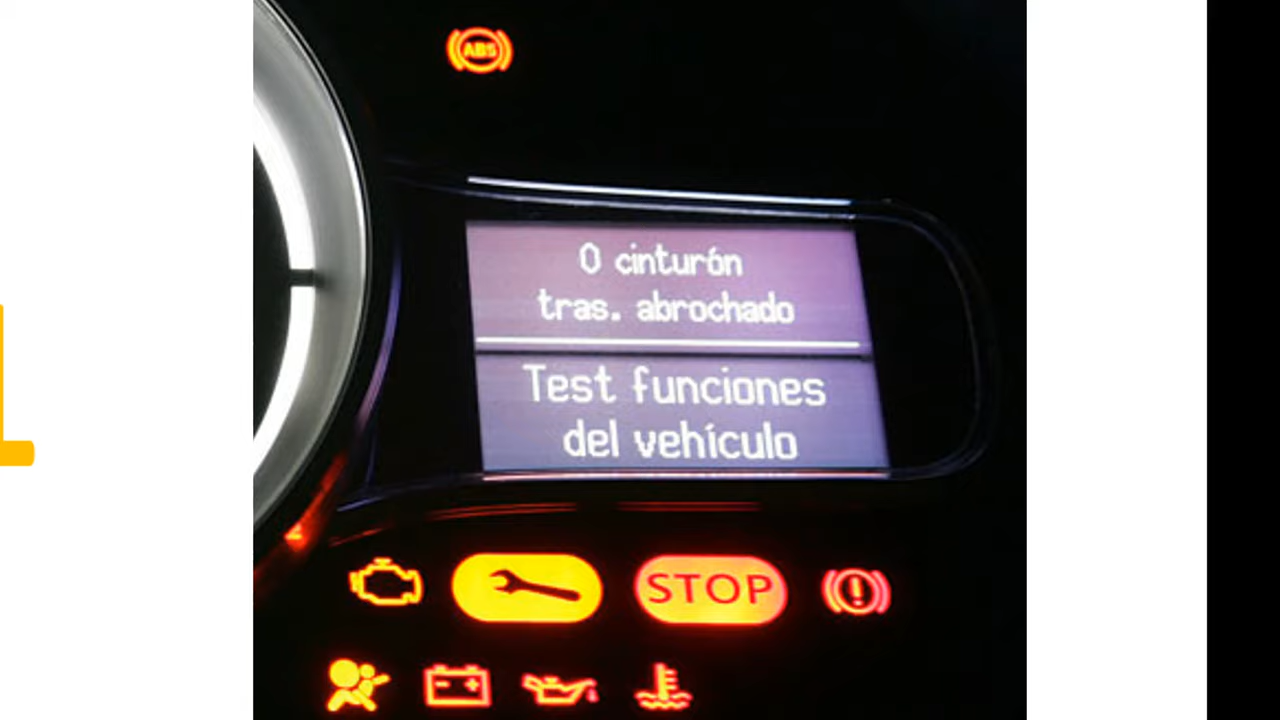 ABS
0 cinturón
tras. abrochado
Test funciones
del vehículo
STOP